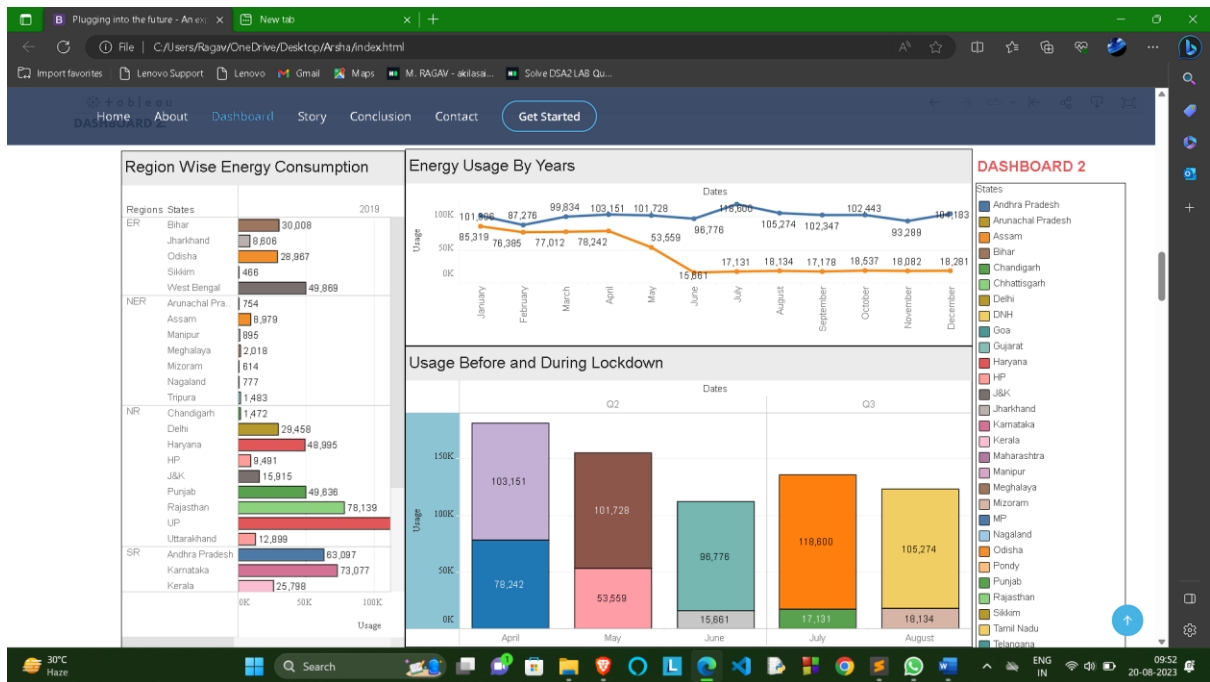 Plugging into the future - An ex
New tab
File
C:/Users/Ragav/OneDrive/Desktop/Arsha/index.html
Import favorites
Lenovo Support
Lenovo
Gmail
Maps
M. RAGAV - akilasai...
Solve DSA2 LAB Qu...
tableau
DASHBOARD 2
Home
About
Dashboard
Story
Conclusion
Contact
Get Started
Region Wise Energy Consumption
Regions States 2019
ER Bihar 30,008
Jharkhand 8,606
Odisha 28,967
Sikkim 466
West Bengal 49,869
NER Arunachal Pra.. 754
Assam 8,979
Manipur 895
Meghalaya 2,018
Mizoram 614
Nagaland 777
Tripura 1,483
NR Chandigarh 1,472
Delhi 29,458
Haryana 48,995
HP 9,491
J&K 15,915
Punjab 49,636
Rajasthan 78,139
UP
Uttarakhand 12,899
SR Andhra Pradesh 63,097
Karnataka 73,077
Kerala 25,798
0K 50K 100K
Usage
Energy Usage By Years
Dates
Usage
100K
50K
0K
87,276 99,834 103,151 101,728 96,776 118,600 105,274 102,347 102,443 93,289 104,183
85,319 76,385 77,012 78,242 53,559 15,661 17,131 18,134 17,178 18,537 18,082 18,281
January
February
March
April
May
June
July
August
September
October
November
December
Usage Before and During Lockdown
Dates
Q2 Q3
Usage
150K
100K
50K
0K
103,151
78,242
101,728
53,559
96,776
15,661
118,600
17,131
105,274
18,134
April May June July August
DASHBOARD 2
States
Andhra Pradesh
Arunachal Pradesh
Assam
Bihar
Chandigarh
Chhattisgarh
Delhi
DNH
Goa
Gujarat
Haryana
HP
J&K
Jharkhand
Karnataka
Kerala
Maharashtra
Manipur
Meghalaya
Mizoram
MP
Nagaland
Odisha
Pondy
Punjab
Rajasthan
Sikkim
Tamil Nadu
Telangana
30°C
Haze
Search
ENG
IN
09:52
20-08-2023